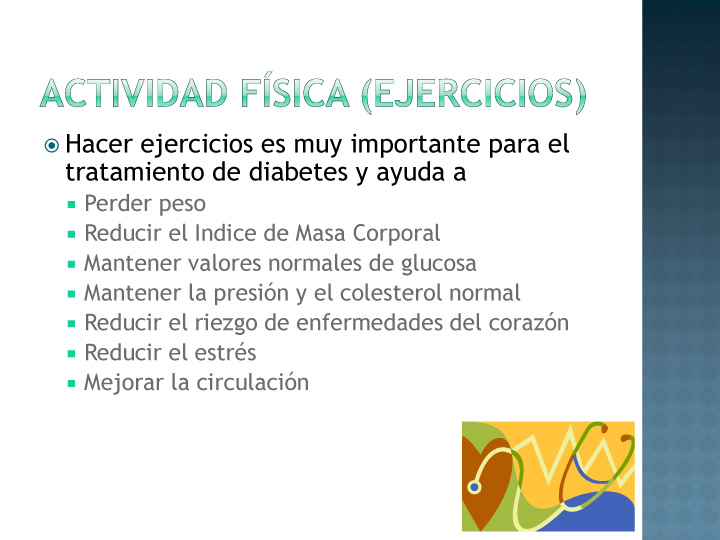 ACTIVIDAD FÍSICA (EJERCICIOS)
Hacer ejercicios es muy importante para el
tratamiento de diabetes y ayuda a
Perder peso
Reducir el Indice de Masa Corporal
Mantener valores normales de glucosa
Mantener la presión y el colesterol normal
Reducir el riezgo de enfermedades del corazón
Reducir el estrés
Mejorar la circulación